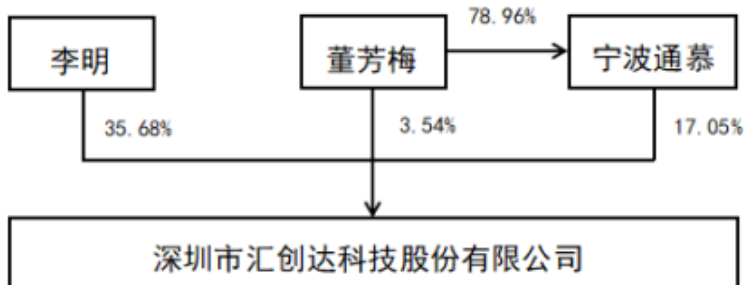 78.96%
李明
董芳梅
宁波通慕
35.68%
3.54%
17.05%
深圳市汇创达科技股份有限公司